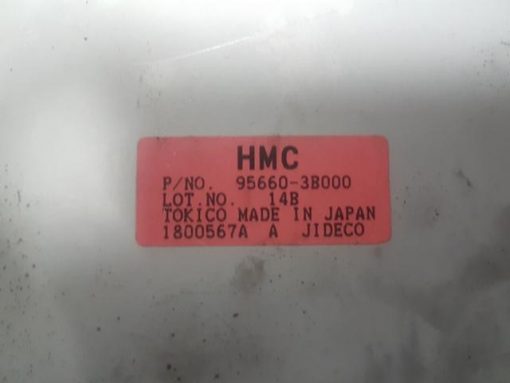 HMC
P/NO. 95660-3B000
LOT.NO. 14B
TOKICO MADE IN JAPAN
1800567A A JIDECO